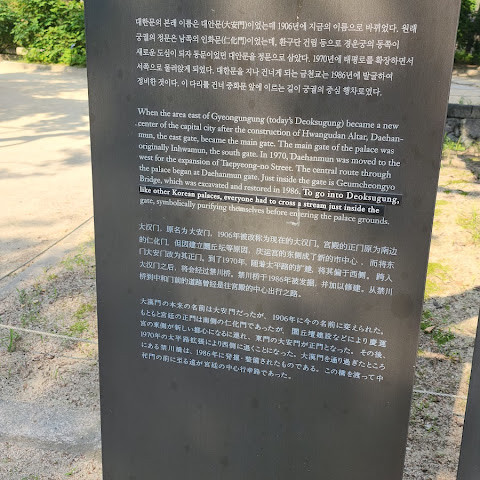 대한문의 본래 이름은 대안문(大安門)이었는데 1906년에 지금의 이름으로 바뀌었다. 원래
궁궐의 정문은 남쪽의 인화문(仁化門)이었는데, 환구단 건립 등으로 경운궁의 동쪽이
새로운 도심이 되자 동문이었던 대안문을 정문으로 삼았다. 1970년에 태평로를 확장하면서
서쪽으로 물러앉게 되었다. 대한문을 지나 건너게 되는 금천교는 1986년에 발굴하여
정비한 것이다. 이 다리를 건너 중화문 앞에 이르는 길이 궁궐의 중심 행차로였다.
When the area east of Gyeongungung (today's Deoksugung) became a new
center of the capital city after the construction of Hwangudan Altar, Daehan-
mun, the east gate, became the main gate. The main gate of the palace was
originally Inhwamun, the south gate. In 1970, Daehanmun was moved to the
west for the expansion of Taepyeong-no Street. The central route through
the palace began at Daehanmun gate. Just inside the gate is Geumcheongyo
Bridge, which was excavated and restored in 1986. To go into Deoksugung,
like other Korean palaces, everyone had to cross a stream just inside the
gate, symbolically purifying themselves before entering the palace grounds.
大汉门，原名为大安门，1906年被改称为现在的大汉门。宫殿的正门原为南边
的仁化门，但因建立圜丘坛等原因，庆运宫的东侧成了新的市中心，而将东
门大安门改为其正门。到了1970年，随着太平路的扩建，将其偏于西侧。跨入
大汉门之后，将会经过禁川桥。禁川桥于1986年被发掘，并加以修建。从禁川
桥到中和门前的道路曾经是往宫殿的中心出行之路。
大漢門の本来の名前は大安門だったが、1906年に今の名前に変えられた。
もともと宮廷の正門は南側の仁化門であったが、圜丘壇建設などにより慶運
宮の東側が新しい都心になるに連れ、東門の大安門が正門となった。その後、
1970年の太平路拡張により西側に退くことになった。大漢門を通り過ぎたところ
にある禁川橋は、1986年に発掘・整備されたものである。この橋を渡って中
和門の前に至る道が宮廷の中心行幸路であった。